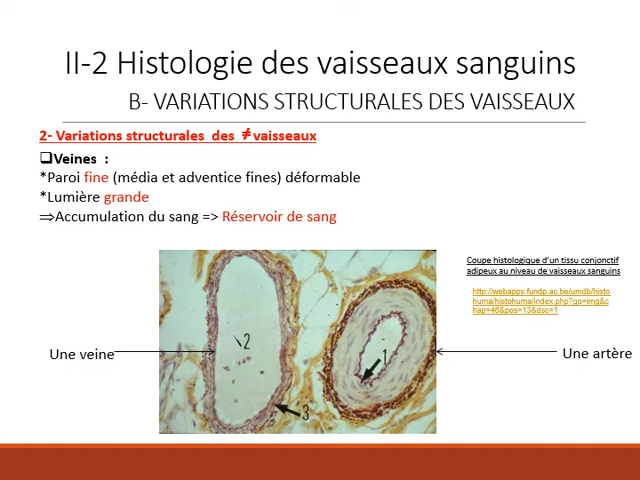 II-2 Histologie des vaisseaux sanguins
B- VARIATIONS STRUCTURALES DES VAISSEAUX
2- Variations structurales des ≠ vaisseaux
❑Veines :
*Paroi fine (média et adventice fines) déformable
*Lumière grande
⇒Accumulation du sang => Réservoir de sang
Coupe histologique d'un tissu conjonctif
adipeux au niveau de vaisseaux sanguins
http://webapps.fundp.ac.be/umdb/histo
huma/histohuma/index.php?go=img&c
hap=46&pos=13&dsc=1
Une veine
2
1
3
Une artère